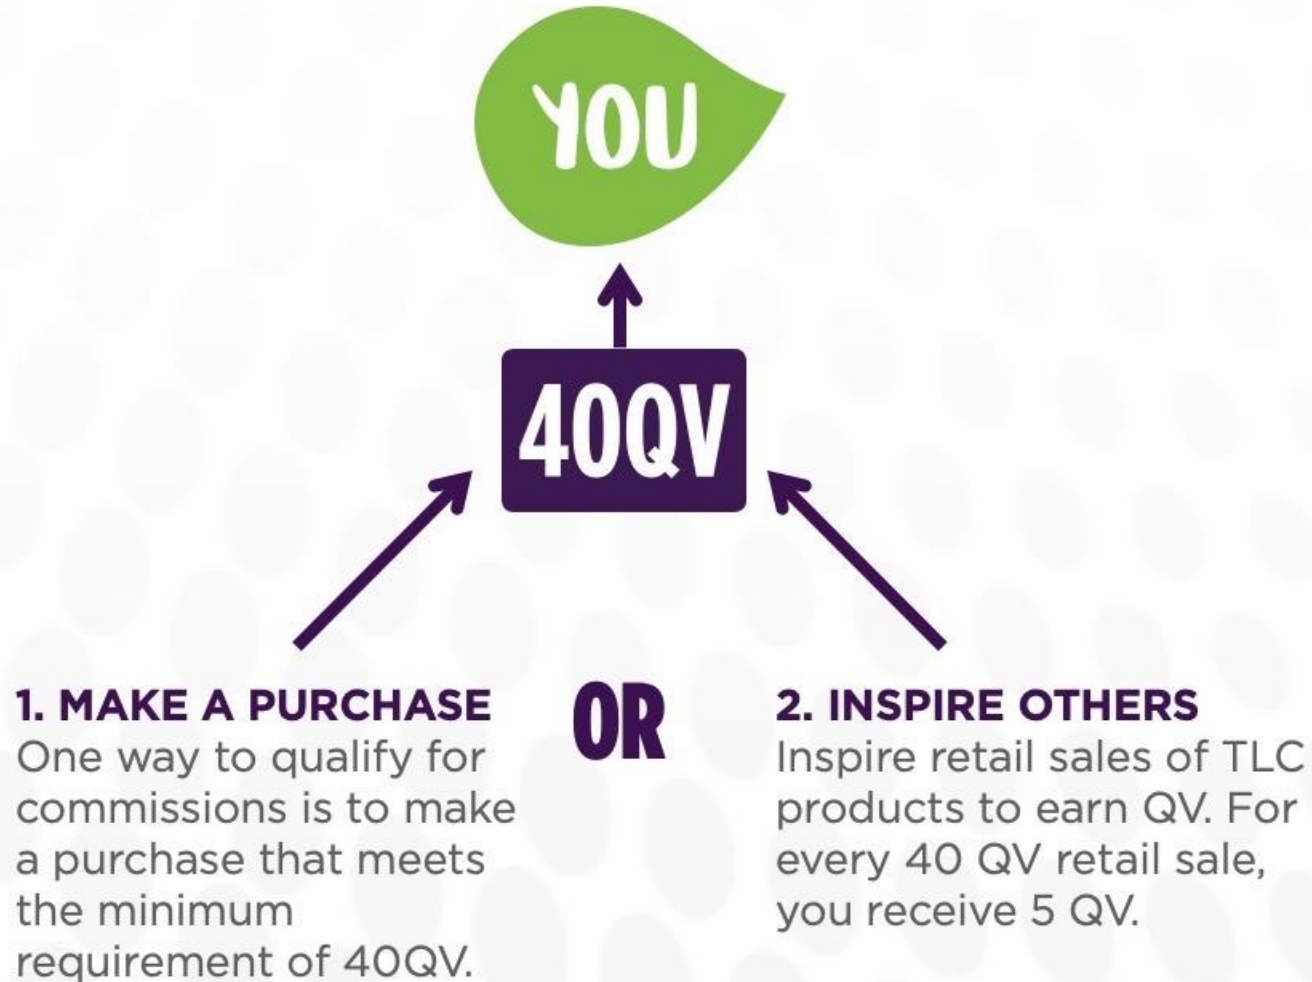 YOU
40QV
1. MAKE A PURCHASE
One way to qualify for
commissions is to make
a purchase that meets
the minimum
requirement of 40QV.
OR
2. INSPIRE OTHERS
Inspire retail sales of TLC
products to earn QV. For
every 40 QV retail sale,
you receive 5 QV.